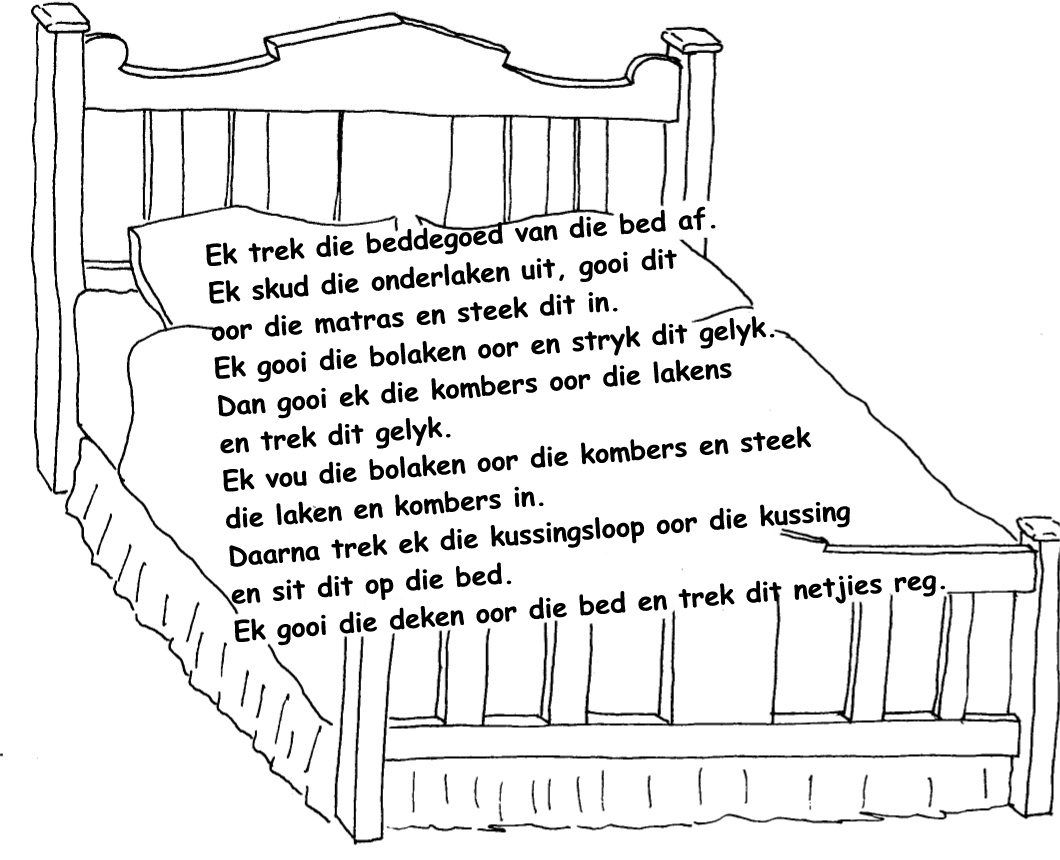 Ek trek die beddegoed van die bed af.
Ek skud die onderlaken uit, gooi dit
oor die matras en steek dit in.
Ek gooi die bolaken oor en stryk dit gelyk.
Dan gooi ek die kombers oor die lakens
en trek dit gelyk.
Ek vou die bolaken oor die kombers en steek
die laken en kombers in.
Daarna trek ek die kussingsloop oor die kussing
en sit dit op die bed.
Ek gooi die deken oor die bed en trek dit netjies reg.